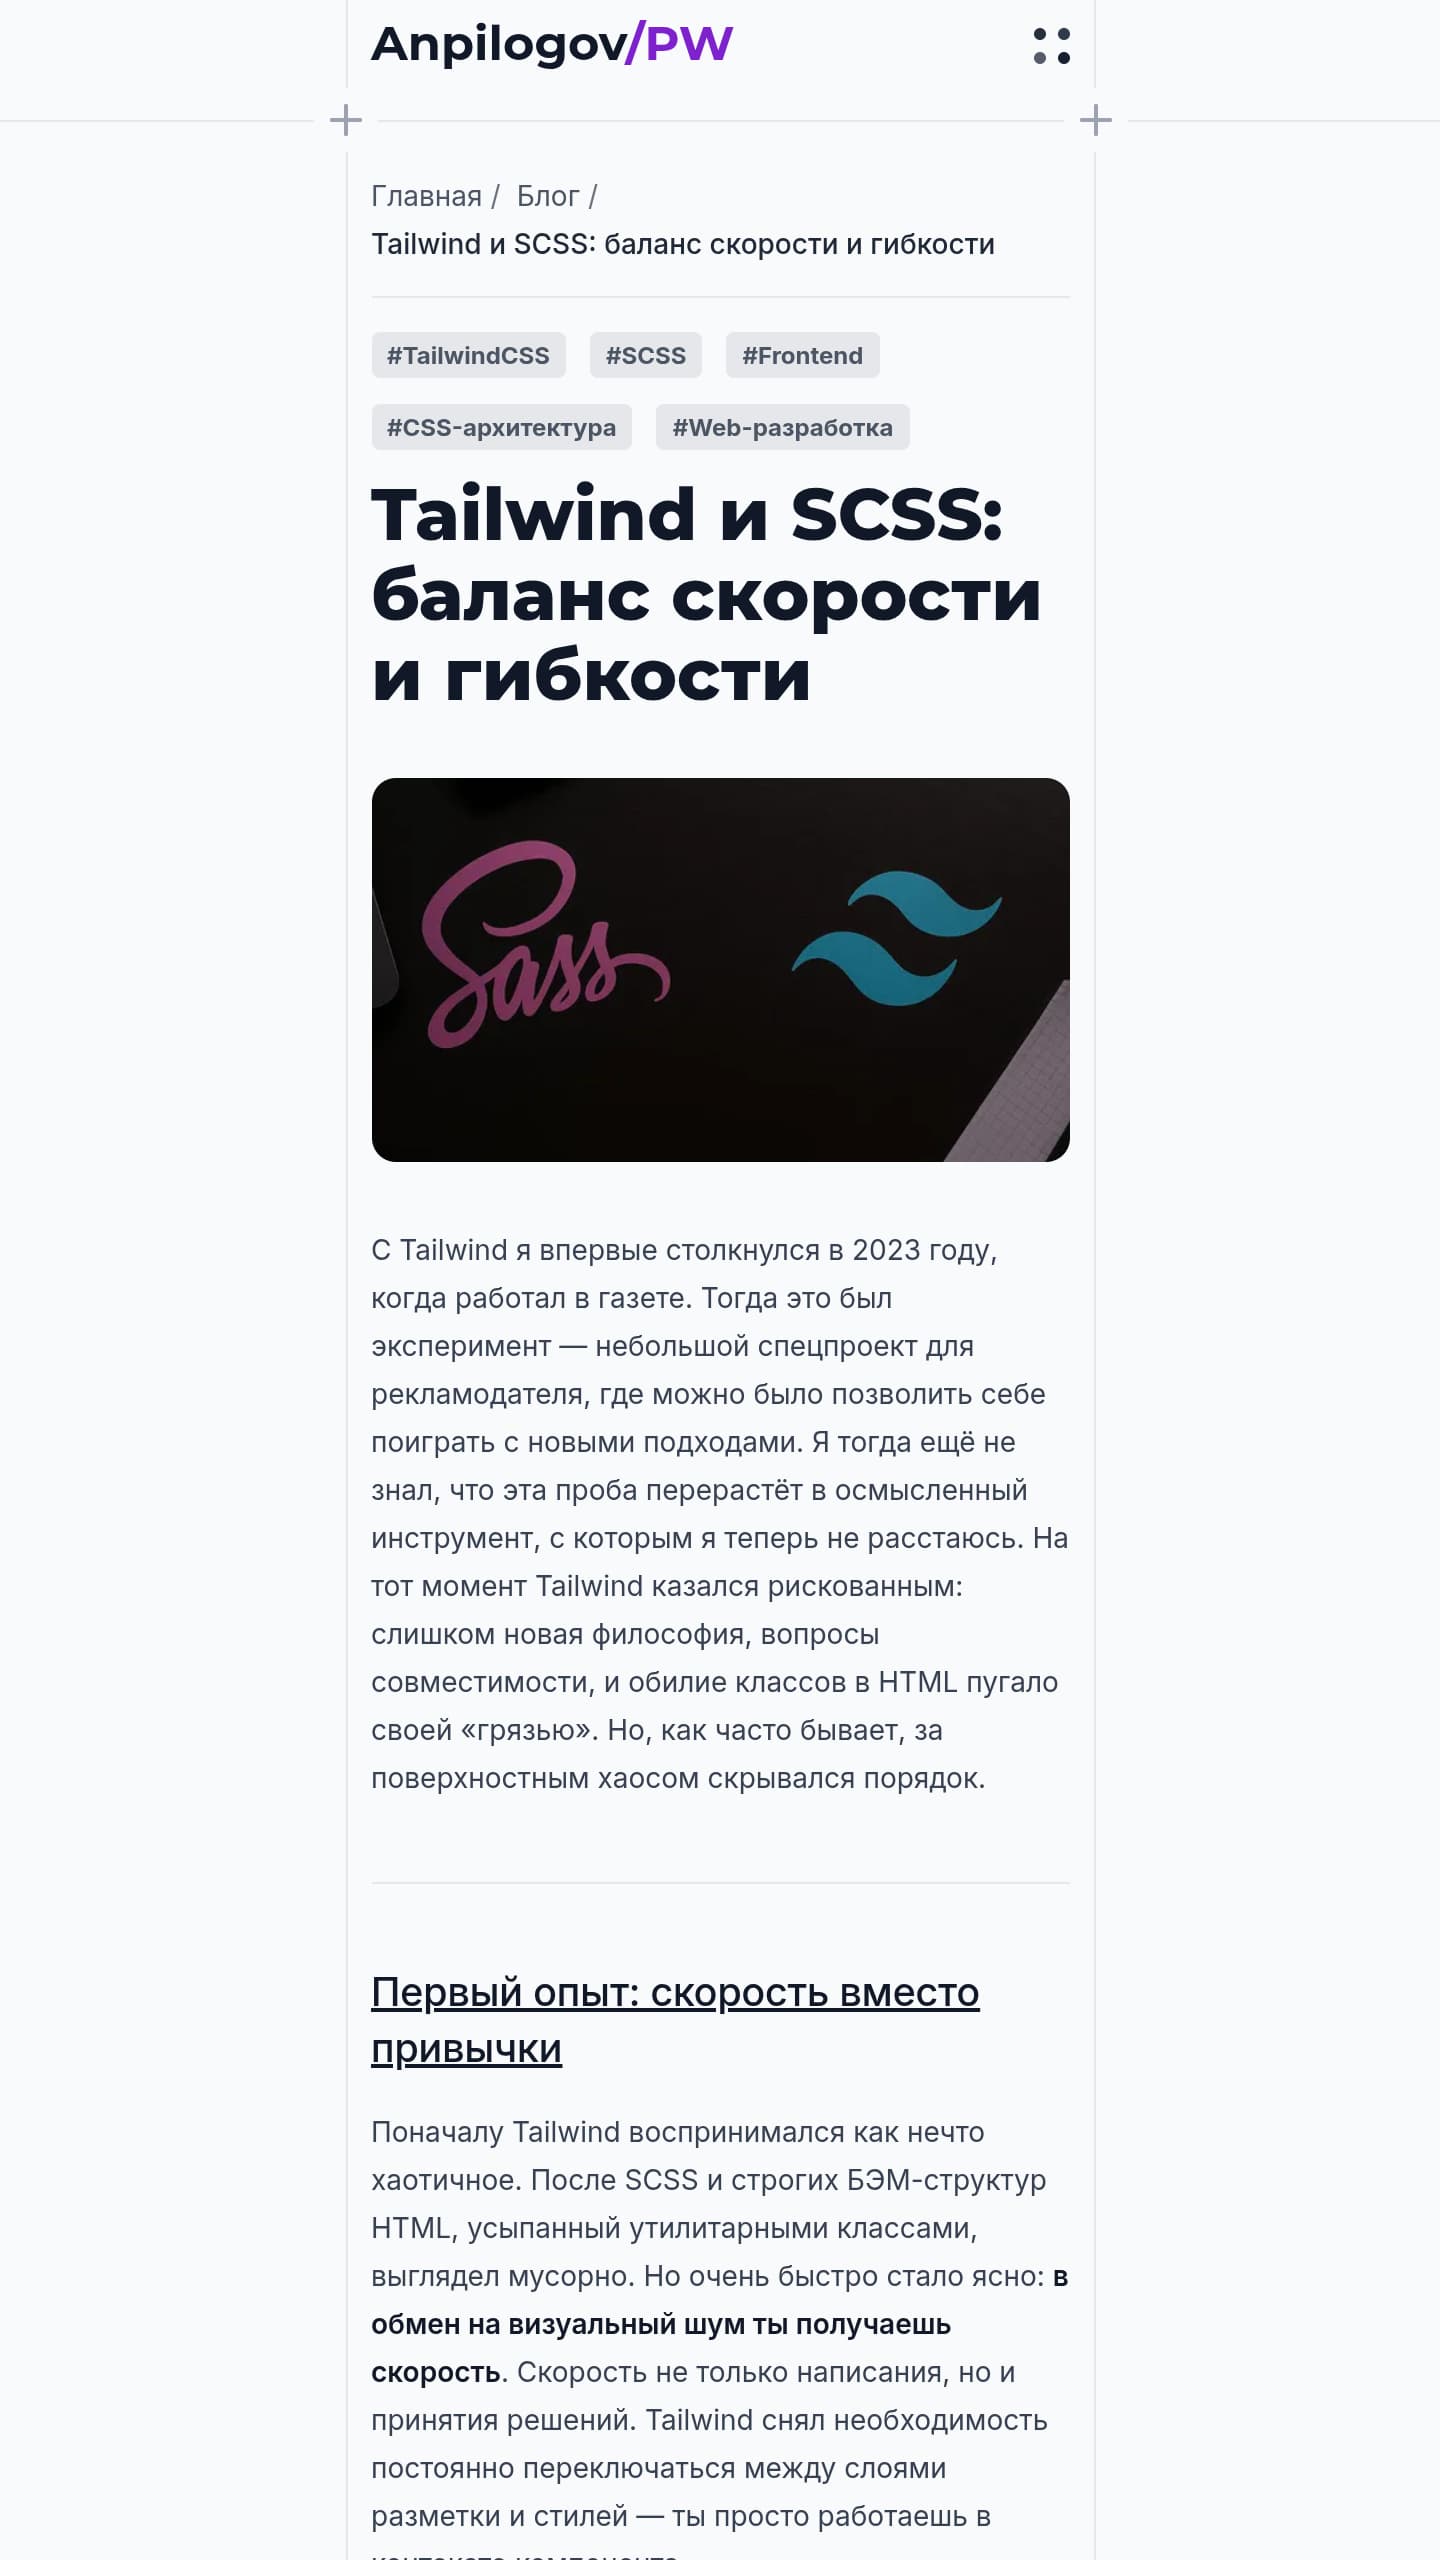 Anpilogov/PW
Главная / Блог /
Tailwind и SCSS: баланс скорости и гибкости
#TailwindCSS #SCSS #Frontend
#CSS-архитектура #Web-разработка
Tailwind и SCSS:
баланс скорости
и гибкости
Sass
С Tailwind я впервые столкнулся в 2023 году,
когда работал в газете. Тогда это был
эксперимент — небольшой спецпроект для
рекламодателя, где можно было позволить себе
поиграть с новыми подходами. Я тогда ещё не
знал, что эта проба перерастёт в осмысленный
инструмент, с которым я теперь не расстаюсь. На
тот момент Tailwind казался рискованным:
слишком новая философия, вопросы
совместимости, и обилие классов в HTML пугало
своей «грязью». Но, как часто бывает, за
поверхностным хаосом скрывался порядок.
Первый опыт: скорость вместо
привычки
Поначалу Tailwind воспринимался как нечто
хаотичное. После SCSS и строгих БЭМ-структур
HTML, усыпанный утилитарными классами,
выглядел мусорно. Но очень быстро стало ясно: в
обмен на визуальный шум ты получаешь
скорость. Скорость не только написания, но и
принятия решений. Tailwind снял необходимость
постоянно переключаться между слоями
разметки и стилей — ты просто работаешь в